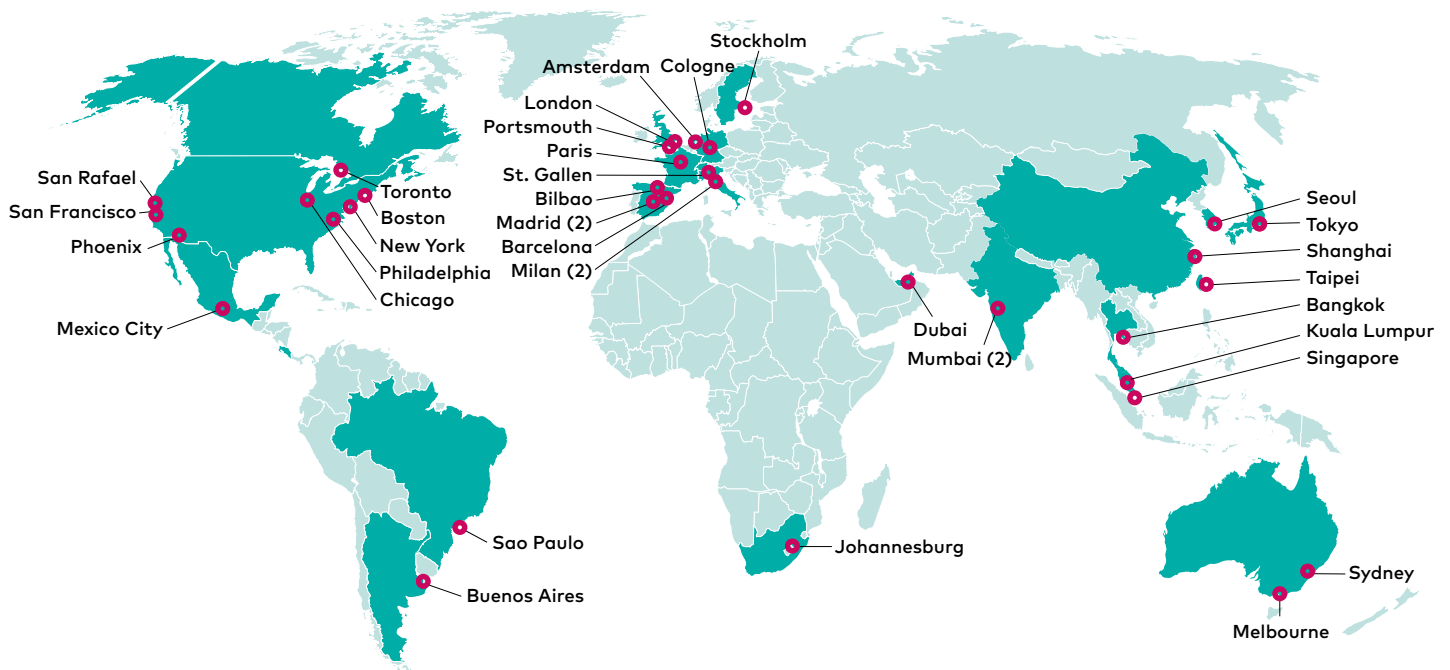 Stockholm
Amsterdam
Cologne
London
Portsmouth
Paris
St. Gallen
Bilbao
Madrid (2)
Barcelona
Milan (2)
San Rafael
San Francisco
Phoenix
Mexico City
Toronto
Boston
New York
Philadelphia
Chicago
Sao Paulo
Buenos Aires
Johannesburg
Dubai
Mumbai (2)
Seoul
Tokyo
Shanghai
Taipei
Bangkok
Kuala Lumpur
Singapore
Sydney
Melbourne